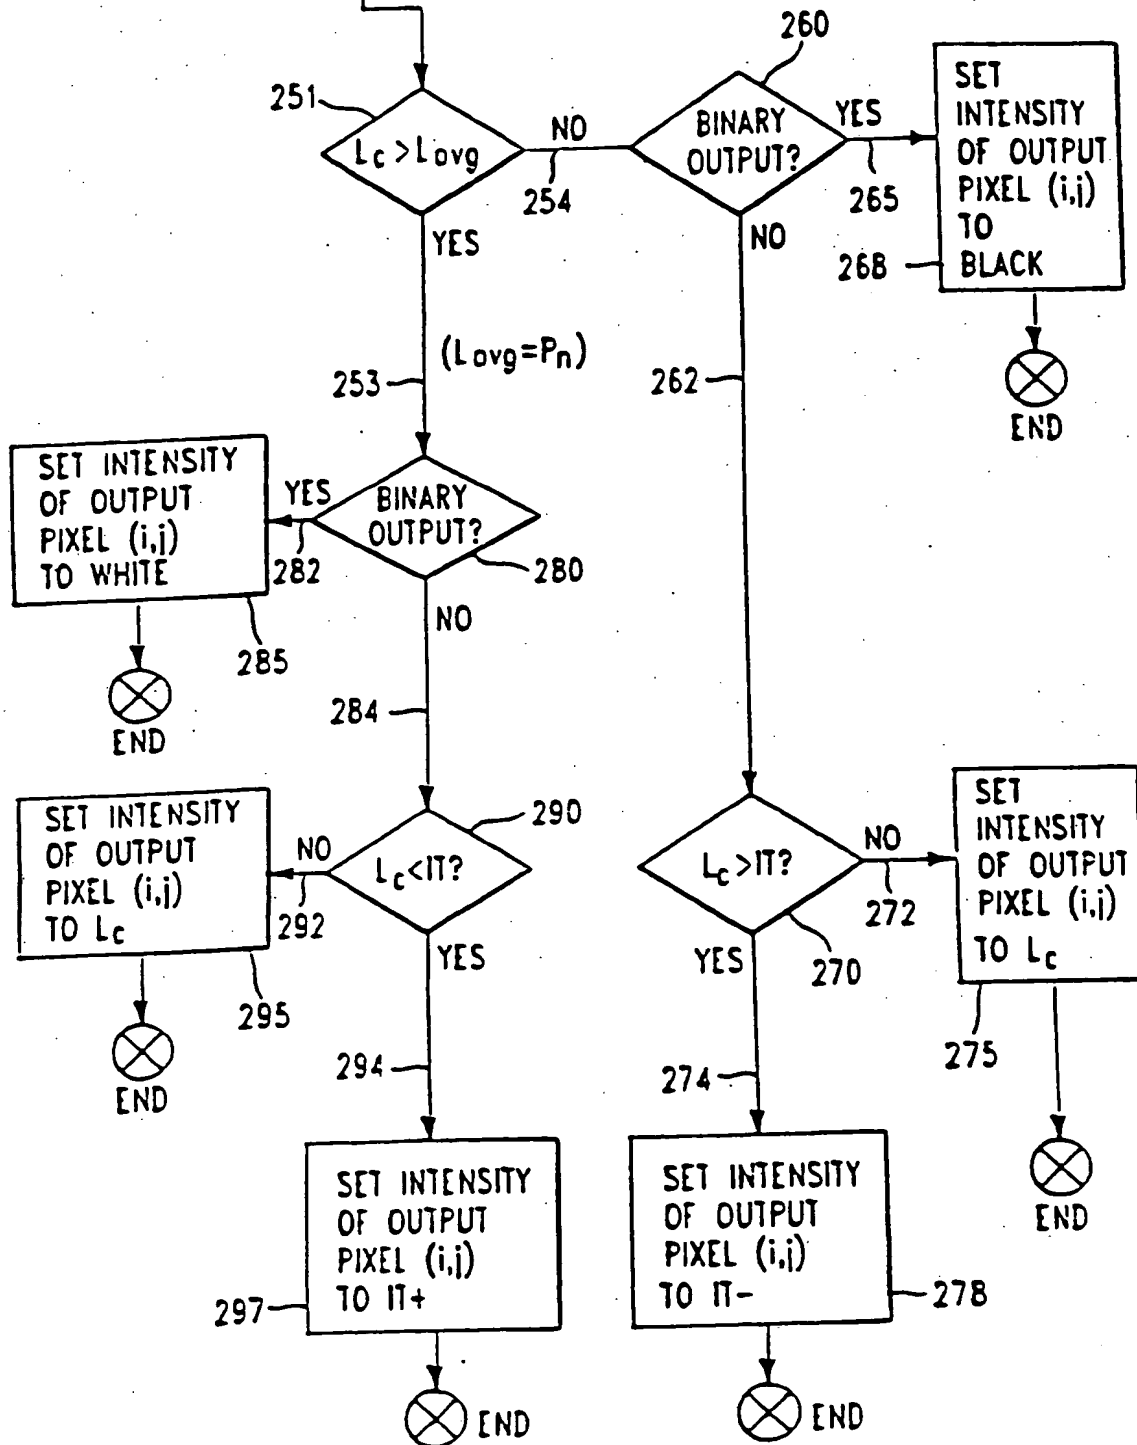 260
251
Lc > Lavg
NO
254
BINARY
OUTPUT?
YES
265
SET
INTENSITY
OF OUTPUT
PIXEL (i,j)
TO
BLACK
268
END
YES
(Lavg=Pn)
253
NO
262
SET INTENSITY
OF OUTPUT
PIXEL (i,j)
TO WHITE
YES
282
BINARY
OUTPUT?
280
285
END
NO
284
SET INTENSITY
OF OUTPUT
PIXEL (i,j)
TO Lc
NO
292
290
Lc<IT?
295
END
YES
294
Lc>IT?
NO
272
270
YES
274
SET
INTENSITY
OF OUTPUT
PIXEL (i,j)
TO Lc
275
END
SET INTENSITY
OF OUTPUT
PIXEL (i,j)
TO IT+
297
END
SET INTENSITY
OF OUTPUT
PIXEL (i,j)
TO IT-
278
END